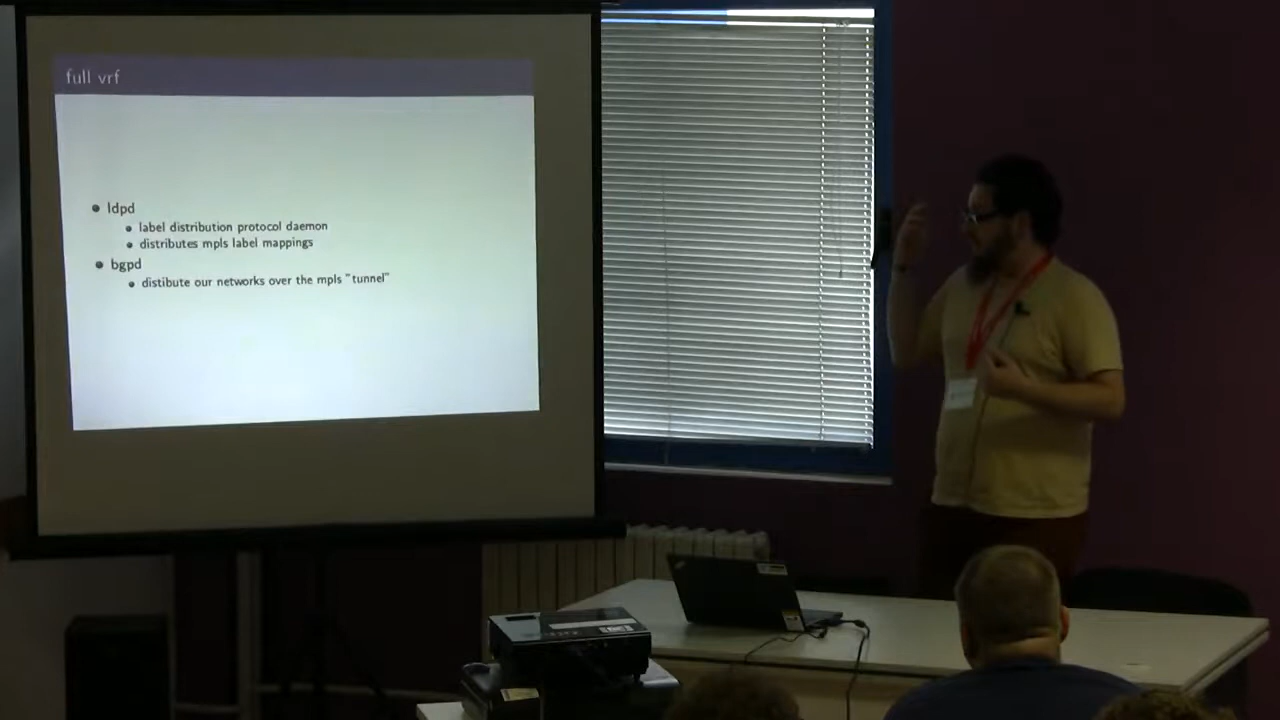 full vrf
ldpd
label distribution protocol daemon
distributes mpls label mappings
bgpd
distibute our networks over the mpls "tunnel"